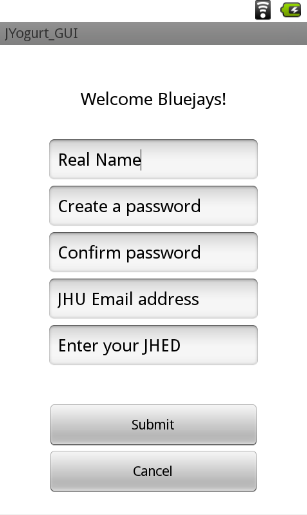 JYogurt_GUI
Welcome Bluejays!
Real Name
Create a password
Confirm password
JHU Email address
Enter your JHED
Submit
Cancel